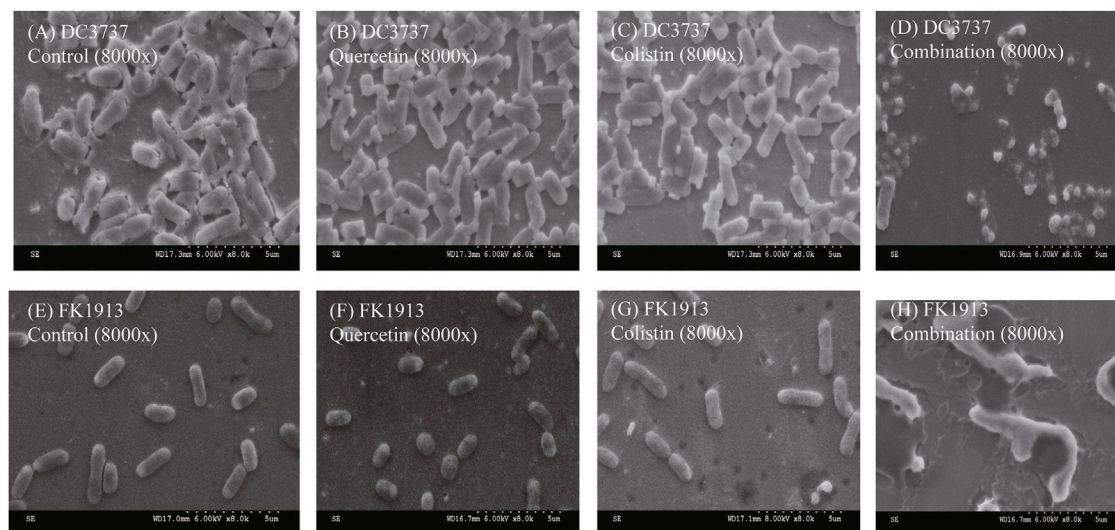 (A) DC3737
Control (8000x)
(B) DC3737
Quercetin (8000x)
(C) DC3737
Colistin (8000x)
(D) DC3737
Combination (8000x)
SE WD17.3mm 6.00kV x8.0k 5um
SE WD17.3mm 6.00kV x8.0k 5um
SE WD17.3mm 6.00kV x8.0k 5um
SE WD16.9mm 6.00kV x8.0k 5um
(E) FK1913
Control (8000x)
(F) FK1913
Quercetin (8000x)
(G) FK1913
Colistin (8000x)
(H) FK1913
Combination (8000x)
SE WD17.0mm 6.00kV x8.0k 5um
SE WD16.7mm 6.00kV x8.0k 5um
SE WD17.1mm 8.00kV x8.0k 5um
SE WD16.7mm 6.00kV x8.0k 5um